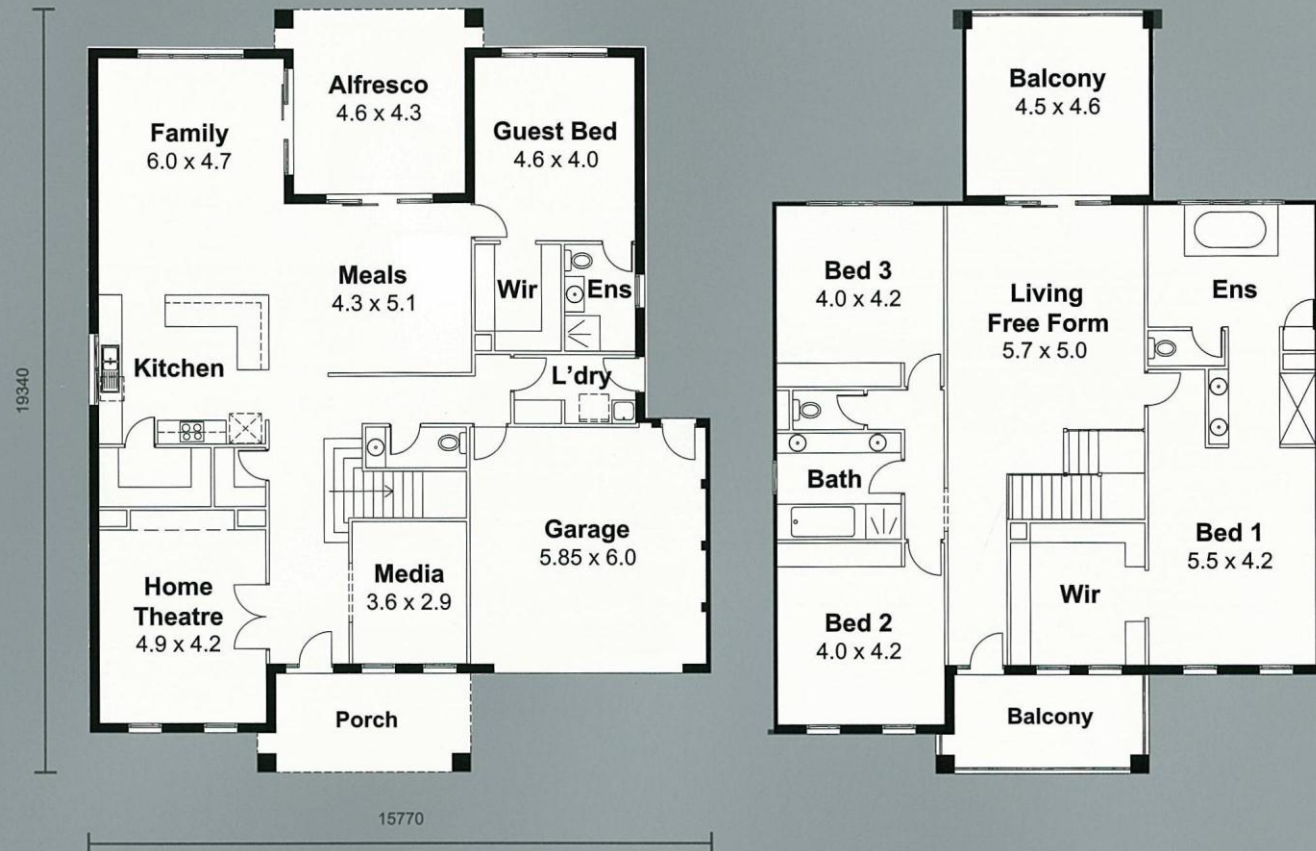 Alfresco
4.6 x 4.3
Family
6.0 x 4.7
Guest Bed
4.6 x 4.0
Meals
4.3 x 5.1
Wir
Ens
Kitchen
L'dry
Garage
5.85 x 6.0
Media
3.6 x 2.9
Home
Theatre
4.9 x 4.2
Porch
19340
15770
Balcony
4.5 x 4.6
Bed 3
4.0 x 4.2
Living
Free Form
5.7 x 5.0
Ens
Bath
Bed 1
5.5 x 4.2
Wir
Bed 2
4.0 x 4.2
Balcony